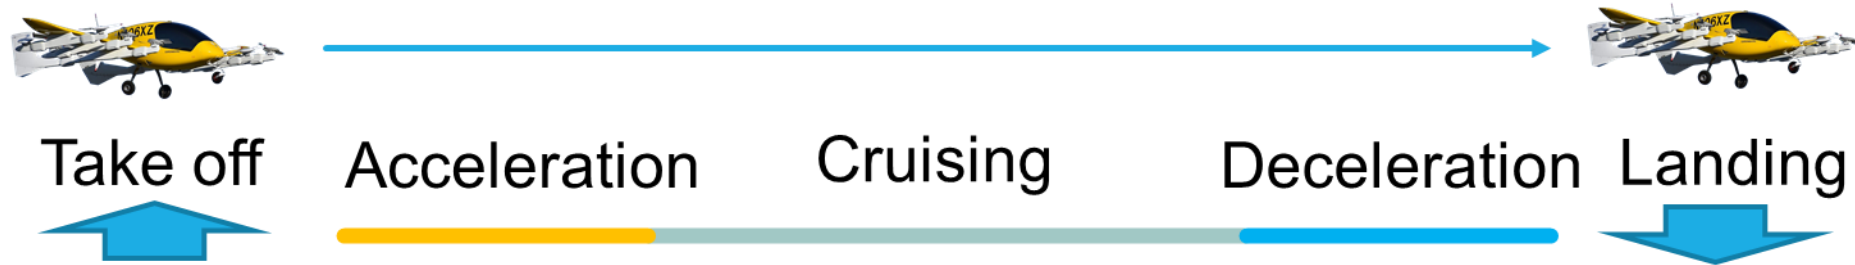 Take off
Acceleration
Cruising
Deceleration
Landing